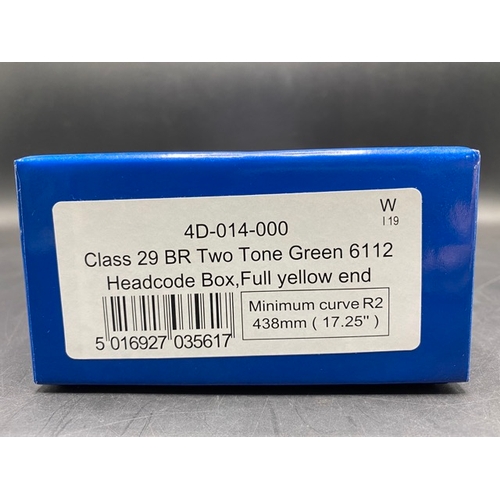 W
I 19
4D-014-000
Class 29 BR Two Tone Green 6112
Headcode Box,Full yellow end
Minimum curve R2
438mm ( 17.25" )
5 016927 035617